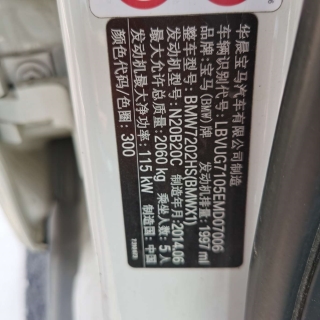 华晨宝马汽车有限公司制造
车辆识别代号: LBVUG7105EMD07006
品牌: 宝马 (BMW) 牌 发动机排量: 1997 ml
整车型号: BMW7202HS(BMWX1)
发动机型号: N20B20C 制造年月: 2014.06
最大允许总质量: 2060 kg 乘坐人数: 5 人
发动机最大净功率: 115 kW 制造国: 中国
颜色代码/色圈: 300